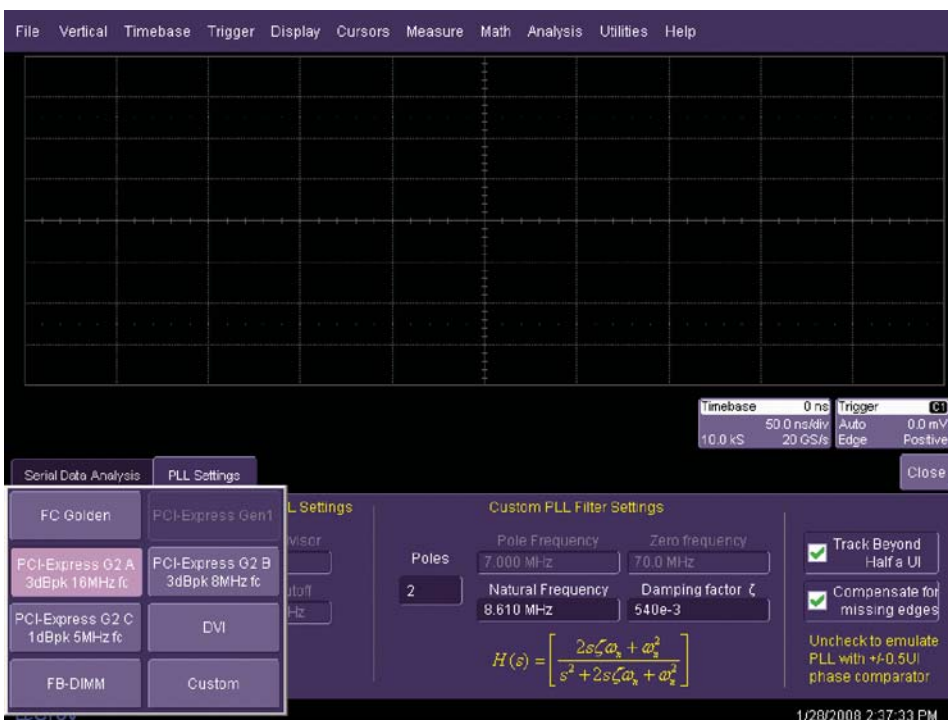 File Vertical Timebase Trigger Display Cursors Measure Math Analysis Utilities Help
Timebase 0 ns
50.0 ns/div
10.0 kS 20 GS/s
Trigger C1
Auto 0.0 mV
Edge Positive
Serial Data Analysis PLL Settings
Close
FC Golden
PCI-Express Gen1
PCI-Express G2 A
3dBpk 16MHz fc
PCI-Express G2 B
3dBpk 8MHz fc
PCI-Express G2 C
1dBpk 5MHz fc
DVI
FB-DIMM
Custom
L Settings
visor
utoff
Hz
Custom PLL Filter Settings
Poles
2
Pole Frequency
7.000 MHz
Zero frequency
70.0 MHz
Natural Frequency
8.610 MHz
Damping factor ζ
540e-3
H(s) = [ (2sζωₙ + ωₙ²) / (s² + 2sζωₙ + ωₙ²) ]
Track Beyond
Half a UI
Compensate for
missing edges
Uncheck to emulate
PLL with +/-0.5UI
phase comparator
1/28/2008 2:37:33 PM